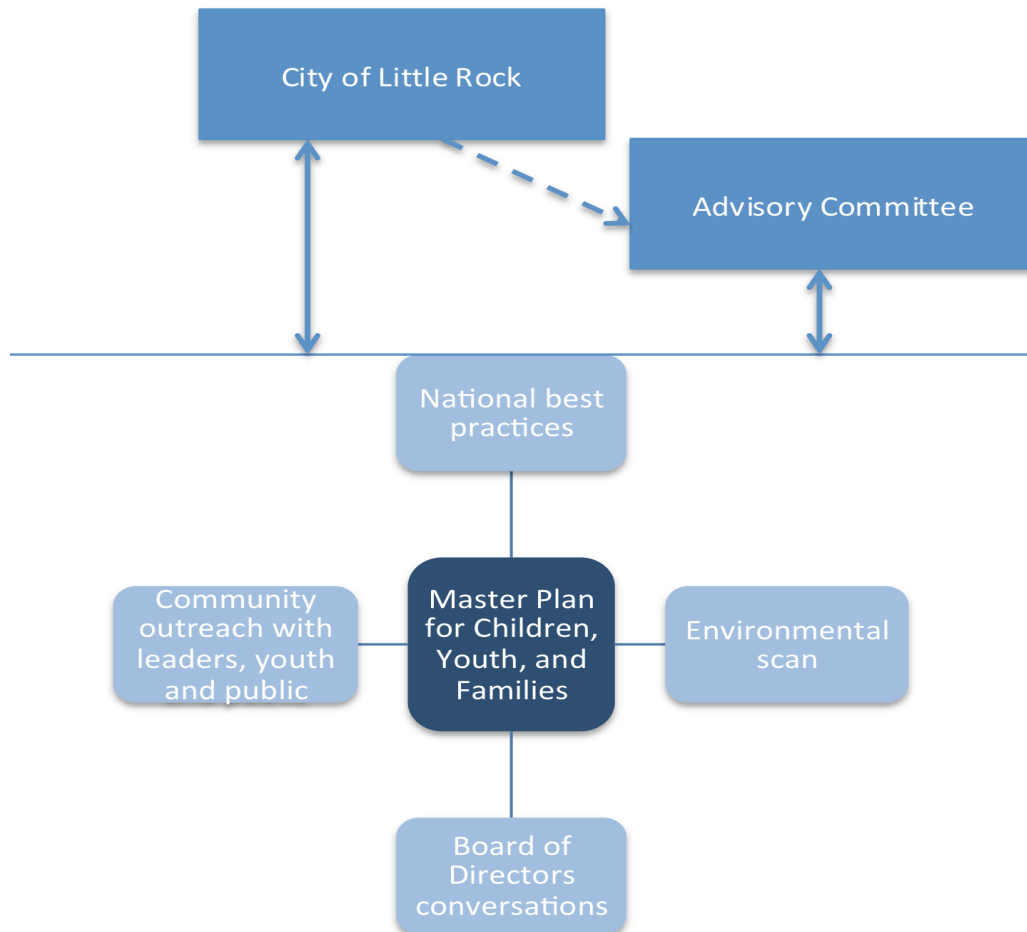 City of Little Rock
Advisory Committee
National best
practices
Community
outreach with
leaders, youth
and public
Master Plan
for Children,
Youth, and
Families
Environmental
scan
Board of
Directors
conversations